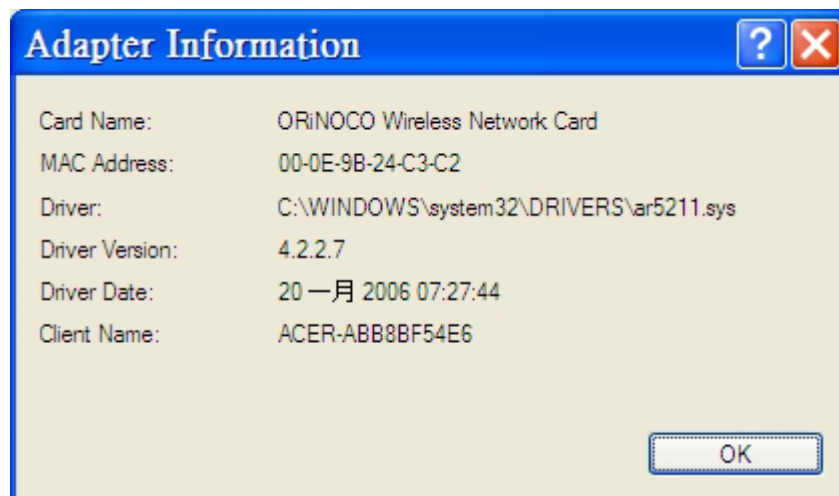 Adapter Information
Card Name: ORiNOCO Wireless Network Card
MAC Address: 00-0E-9B-24-C3-C2
Driver: C:\WINDOWS\system32\DRIVERS\ar5211.sys
Driver Version: 4.2.2.7
Driver Date: 20 一月 2006 07:27:44
Client Name: ACER-ABB8BF54E6
OK